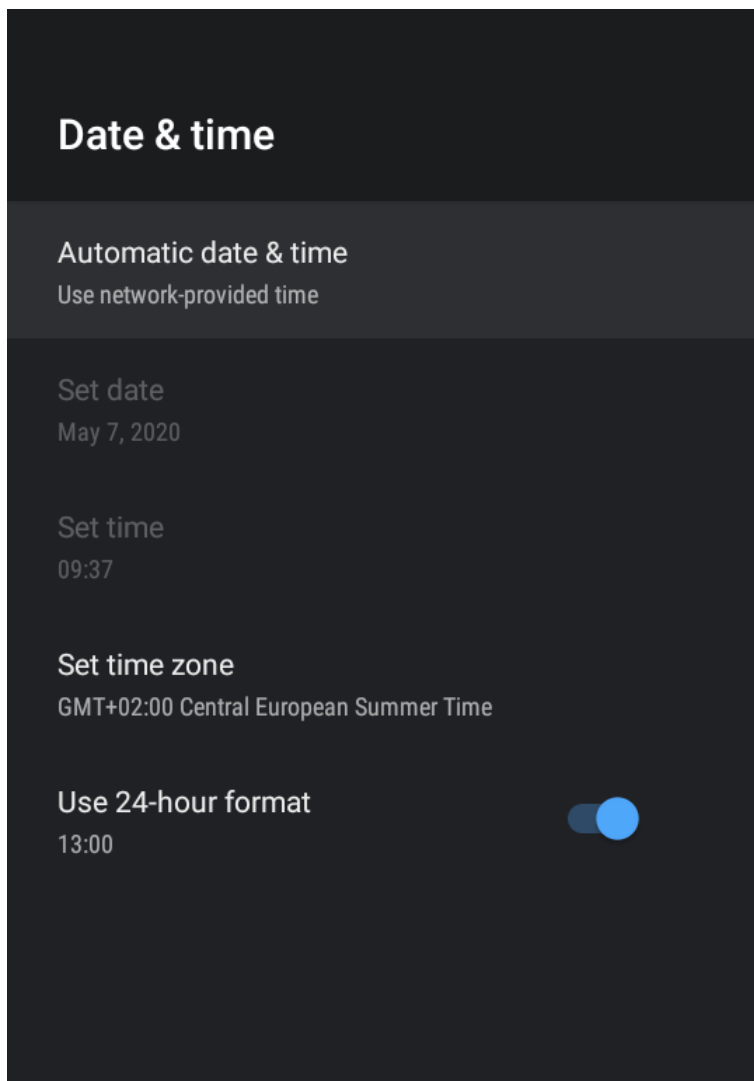 Date & time
Automatic date & time
Use network-provided time
Set date
May 7, 2020
Set time
09:37
Set time zone
GMT+02:00 Central European Summer Time
Use 24-hour format
13:00